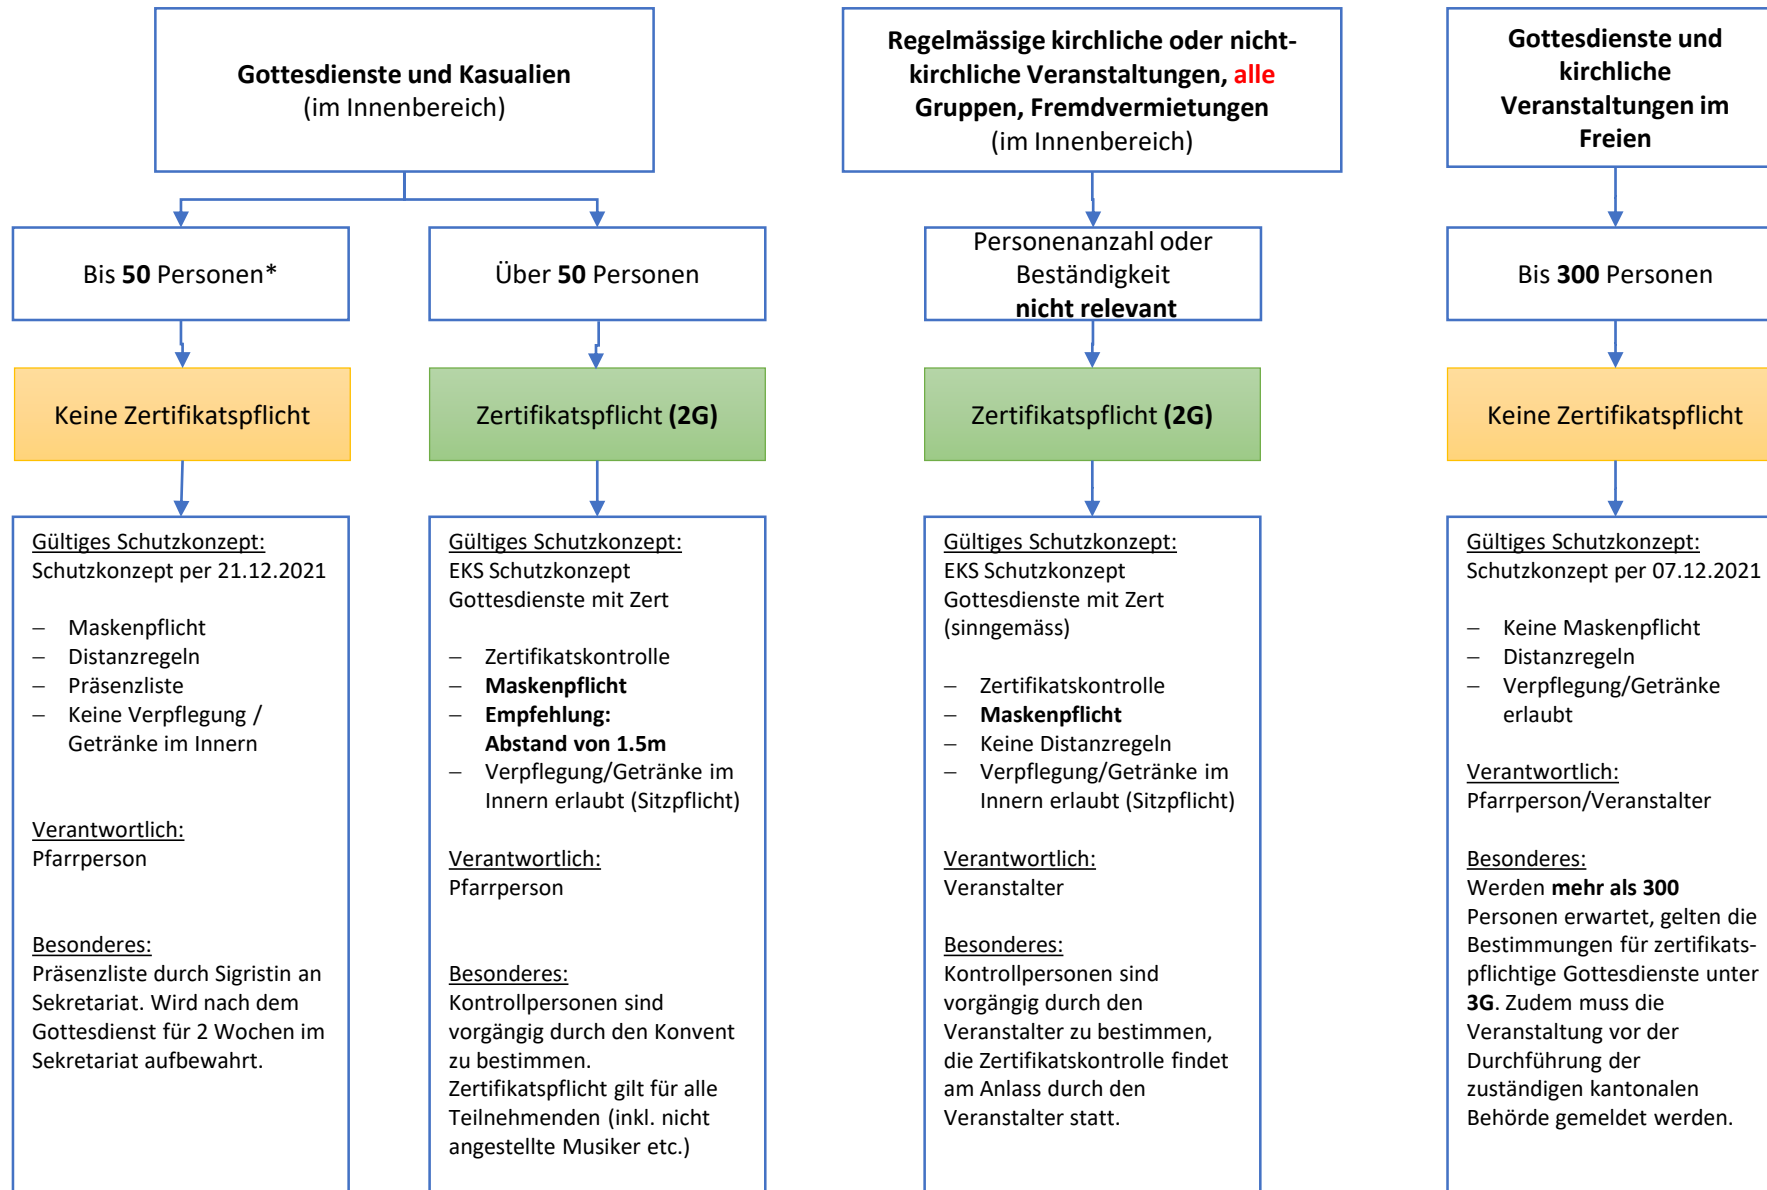 Gottesdienste und Kasualien
(im Innenbereich)
Bis 50 Personen*
Keine Zertifikatspflicht
Gültiges Schutzkonzept:
Schutzkonzept per 21.12.2021
– Maskenpflicht
– Distanzregeln
– Präsenzliste
– Keine Verpflegung /
Getränke im Innern
Verantwortlich:
Pfarrperson
Besonderes:
Präsenzliste durch Sigristin an
Sekretariat. Wird nach dem
Gottesdienst für 2 Wochen im
Sekretariat aufbewahrt.
Über 50 Personen
Zertifikatspflicht (2G)
Gültiges Schutzkonzept:
EKS Schutzkonzept
Gottesdienste mit Zert
– Zertifikatskontrolle
– Maskenpflicht
– Empfehlung:
Abstand von 1.5m
– Verpflegung/Getränke im
Innern erlaubt (Sitzpflicht)
Verantwortlich:
Pfarrperson
Besonderes:
Kontrollpersonen sind
vorgängig durch den Konvent
zu bestimmen.
Zertifikatspflicht gilt für alle
Teilnehmenden (inkl. nicht
angestellte Musiker etc.)
Regelmässige kirchliche oder nicht-
kirchliche Veranstaltungen, alle
Gruppen, Fremdvermietungen
(im Innenbereich)
Personenanzahl oder
Beständigkeit
nicht relevant
Zertifikatspflicht (2G)
Gültiges Schutzkonzept:
EKS Schutzkonzept
Gottesdienste mit Zert
(sinngemäss)
– Zertifikatskontrolle
– Maskenpflicht
– Keine Distanzregeln
– Verpflegung/Getränke im
Innern erlaubt (Sitzpflicht)
Verantwortlich:
Veranstalter
Besonderes:
Kontrollpersonen sind
vorgängig durch den
Veranstalter zu bestimmen,
die Zertifikatskontrolle findet
am Anlass durch den
Veranstalter statt.
Gottesdienste und
kirchliche
Veranstaltungen im
Freien
Bis 300 Personen
Keine Zertifikatspflicht
Gültiges Schutzkonzept:
Schutzkonzept per 07.12.2021
– Keine Maskenpflicht
– Distanzregeln
– Verpflegung/Getränke
erlaubt
Verantwortlich:
Pfarrperson/Veranstalter
Besonderes:
Werden mehr als 300
Personen erwartet, gelten die
Bestimmungen für zertifikats-
pflichtige Gottesdienste unter
3G. Zudem muss die
Veranstaltung vor der
Durchführung der
zuständigen kantonalen
Behörde gemeldet werden.